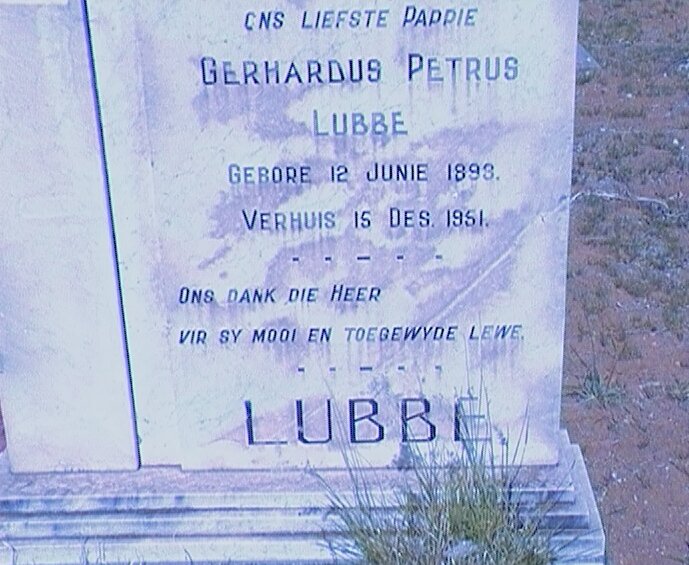 ONS LIEFSTE PAPPIE
GERHARDUS PETRUS
LUBBE
GEBORE 12 JUNIE 1898.
VERHUIS 15 DES. 1951.
- - - - -
ONS DANK DIE HEER
VIR SY MOOI EN TOEGEWYDE LEWE.
- - - - -
LUBBE